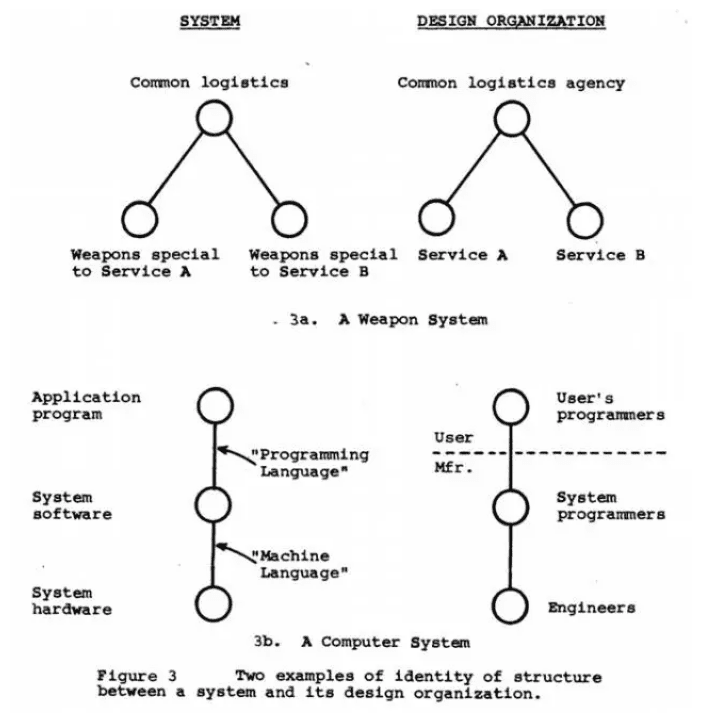 SYSTEM
DESIGN ORGANIZATION
Common logistics
Common logistics agency
Weapons special
to Service A
Weapons special
to Service B
Service A
Service B
3a. A Weapon System
Application
program
User's
programmers
"Programming
Language"
User
Mfr.
System
software
System
programmers
"Machine
Language"
System
hardware
Engineers
3b. A Computer System
Figure 3 Two examples of identity of structure
between a system and its design organization.